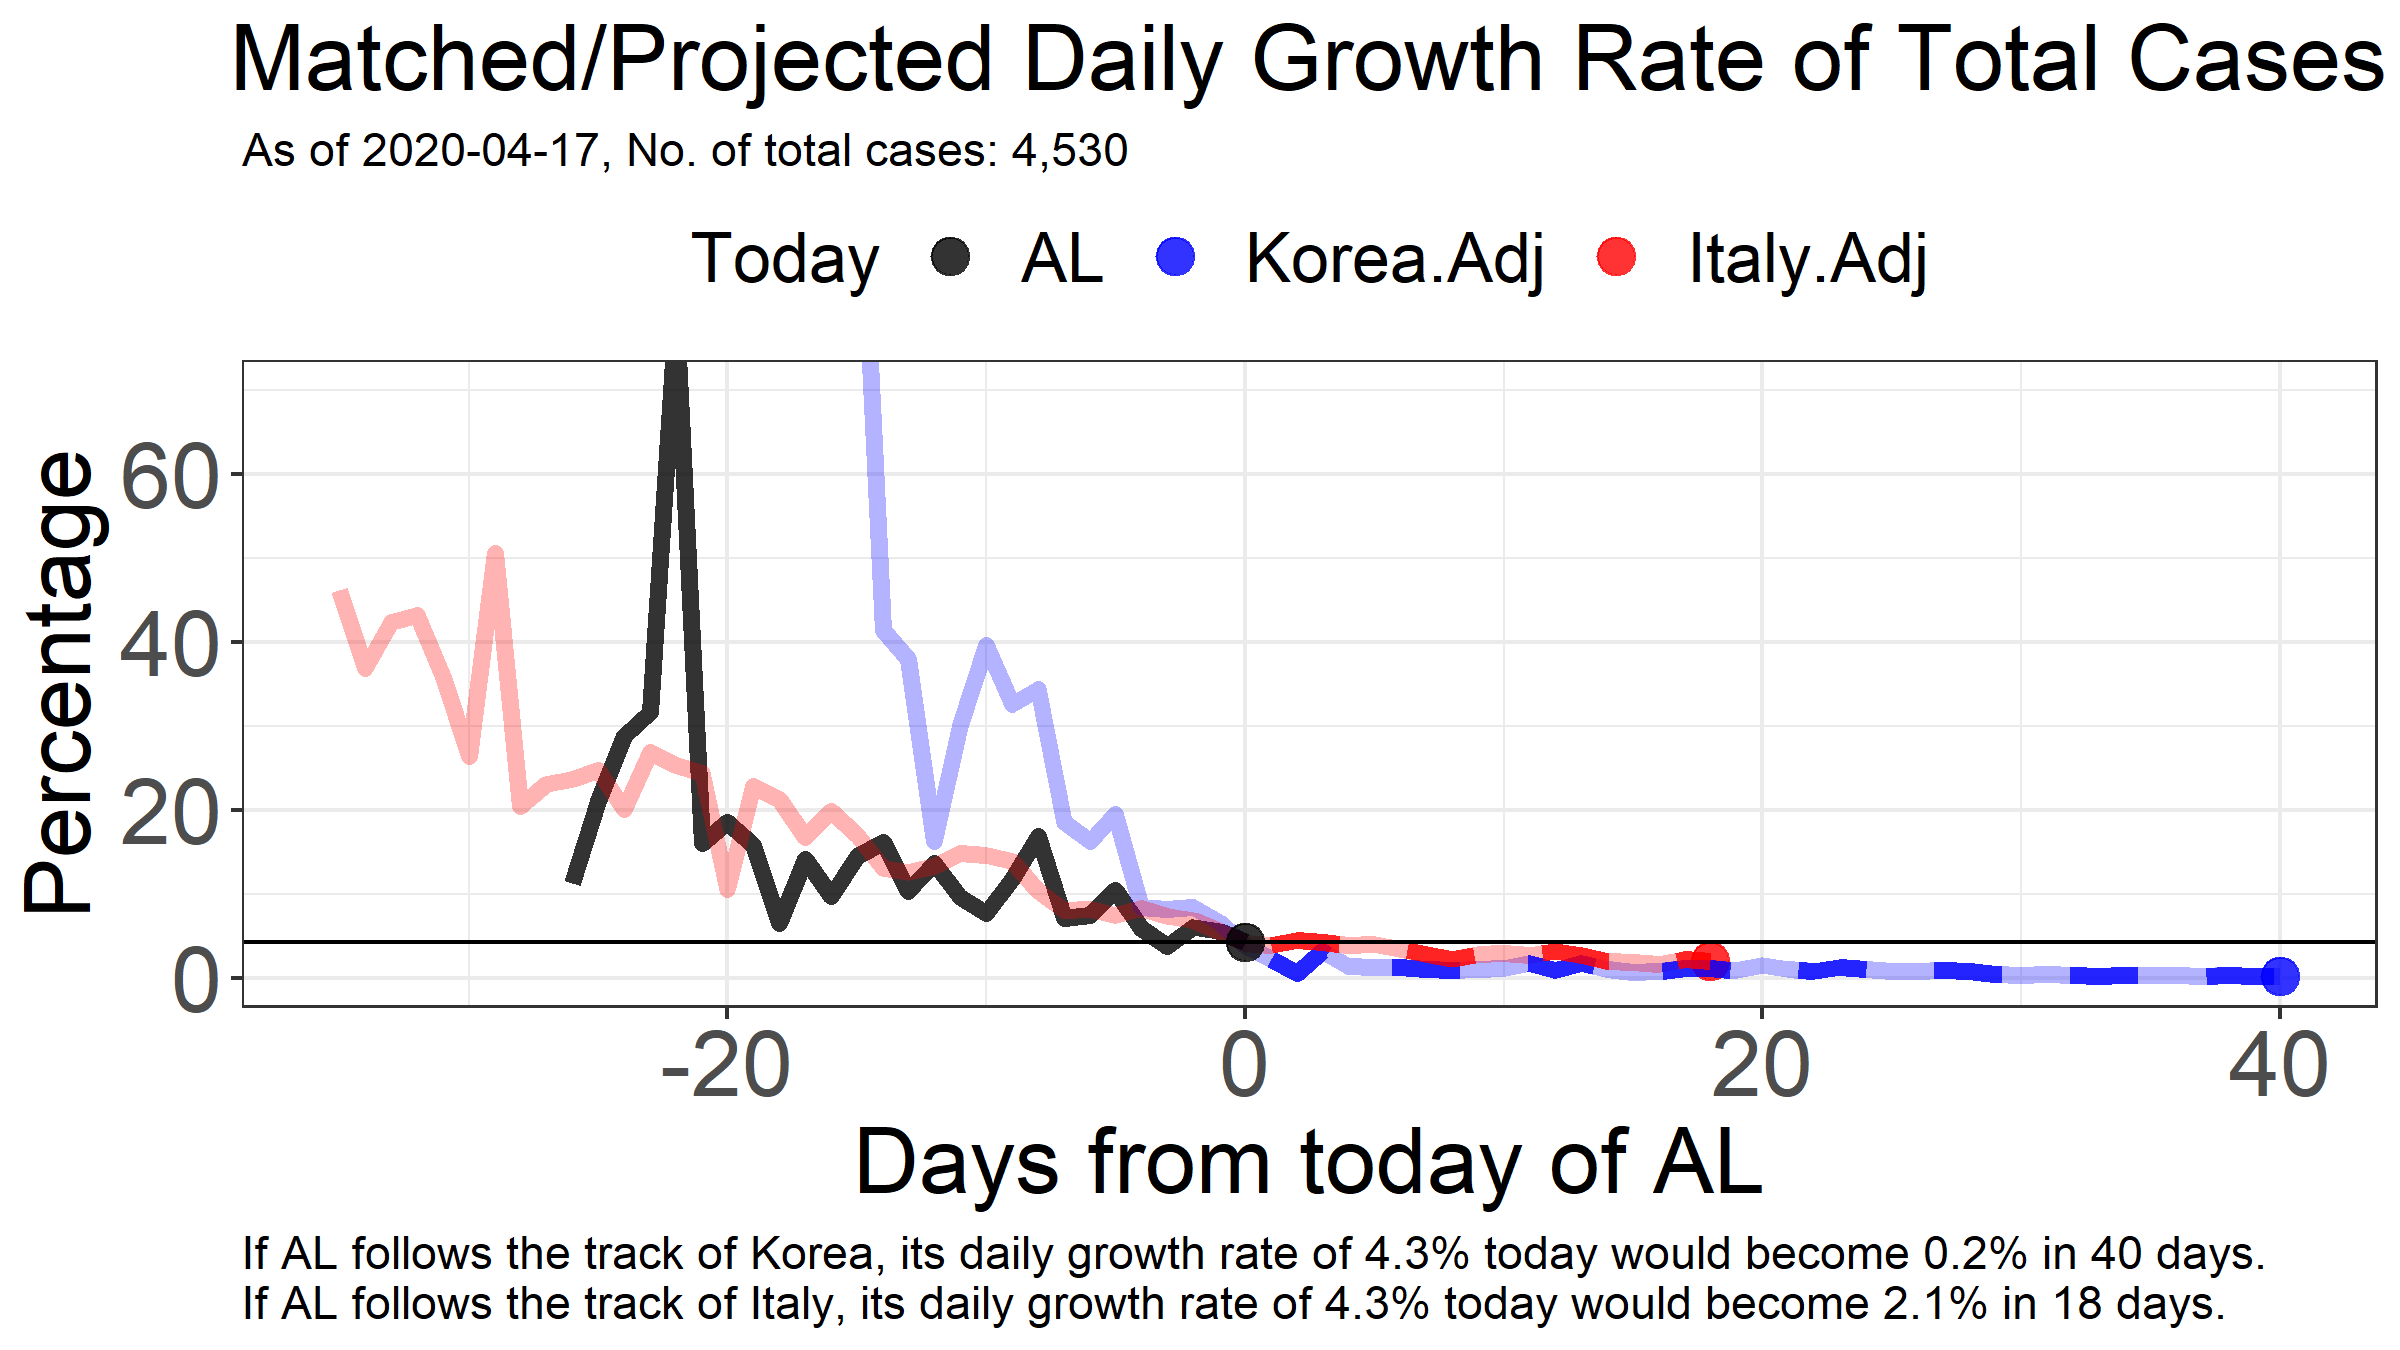 Matched/Projected Daily Growth Rate of Total Cases
As of 2020-04-17, No. of total cases: 4,530
Today AL Korea.Adj Italy.Adj
Percentage
60
40
20
0
-20 0 20 40
Days from today of AL
If AL follows the track of Korea, its daily growth rate of 4.3% today would become 0.2% in 40 days.
If AL follows the track of Italy, its daily growth rate of 4.3% today would become 2.1% in 18 days.